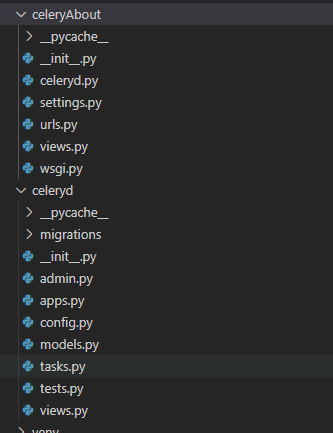 celeryAbout
__pycache__
__init__.py
celeryd.py
settings.py
urls.py
views.py
wsgi.py
celeryd
__pycache__
migrations
__init__.py
admin.py
apps.py
config.py
models.py
tasks.py
tests.py
views.py